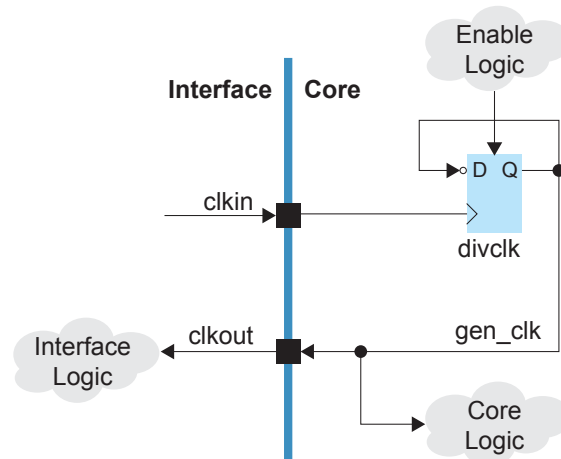 Enable
Logic
Interface Core
D Q
clkin
divclk
clkout
gen_clk
Interface
Logic
Core
Logic